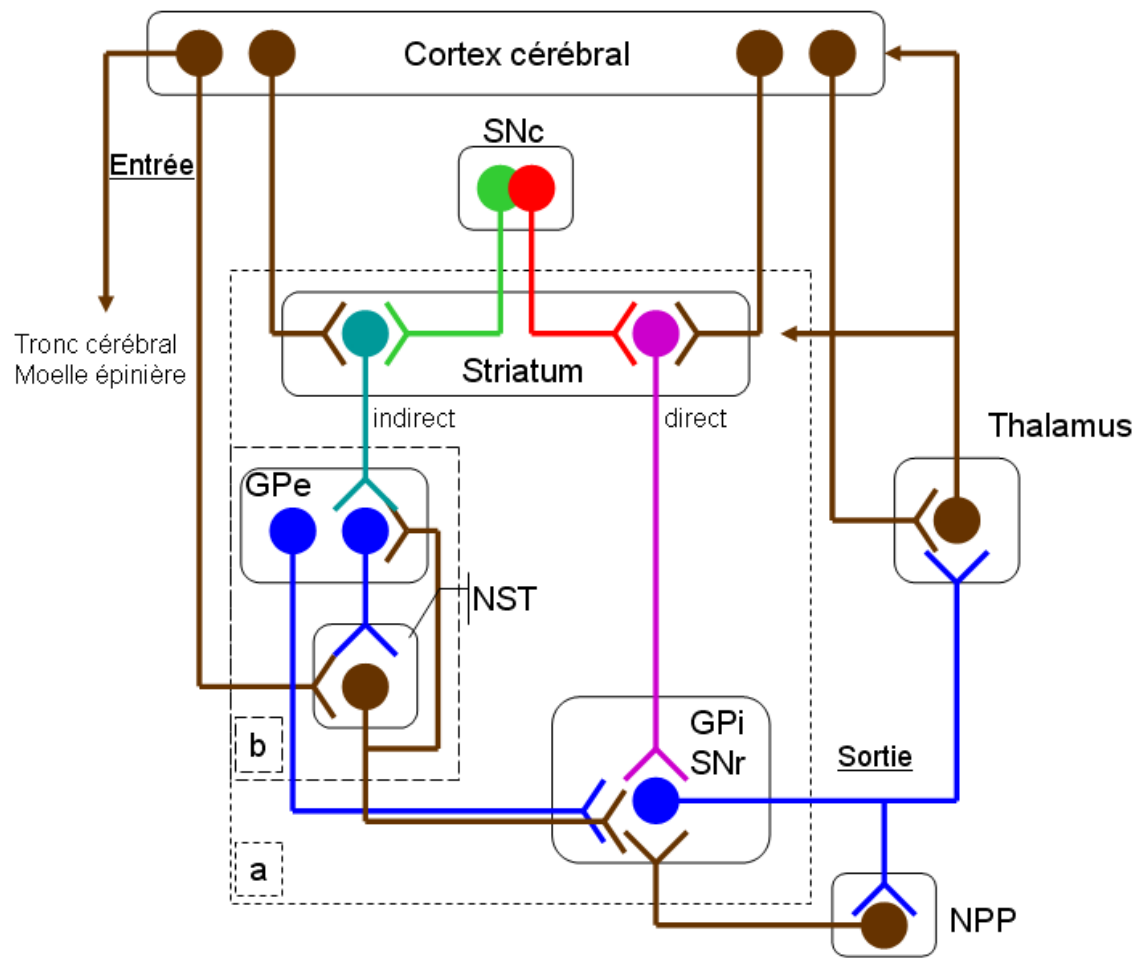 Cortex cérébral
SNc
Entrée
Tronc cérébral
Moelle épinière
Striatum
indirect
direct
Thalamus
GPe
NST
GPi
SNr
b
Sortie
a
NPP